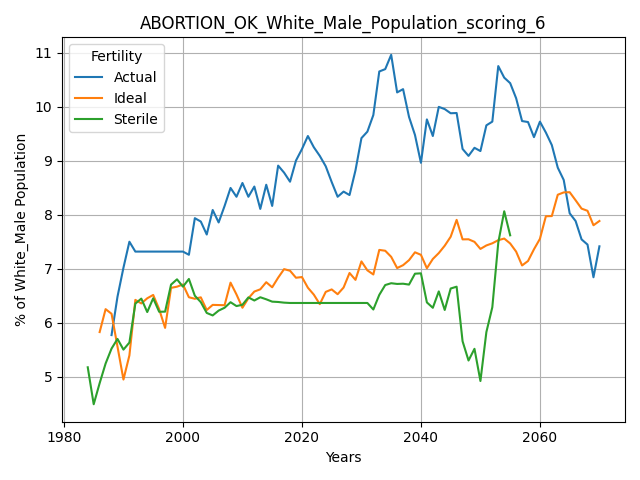 ABORTION_OK_White_Male_Population_scoring_6
Fertility
Actual
Ideal
Sterile
% of White_Male Population
11
10
9
8
7
6
5
1980 2000 2020 2040 2060
Years